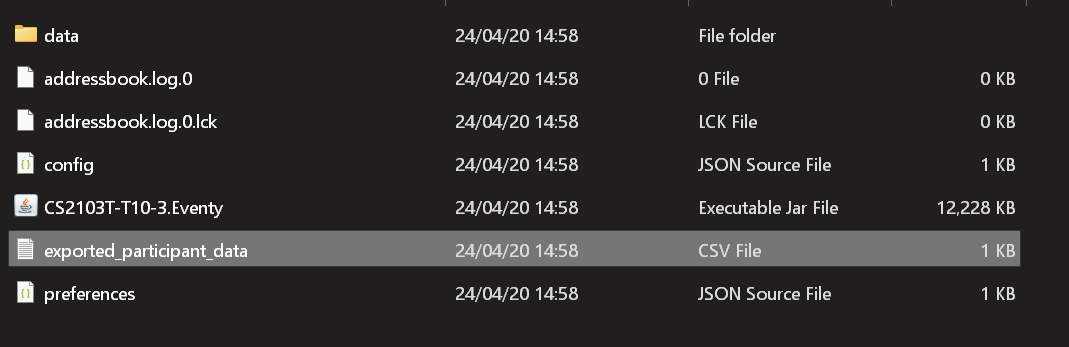 data 24/04/20 14:58 File folder
addressbook.log.0 24/04/20 14:58 0 File 0 KB
addressbook.log.0.lck 24/04/20 14:58 LCK File 0 KB
config 24/04/20 14:58 JSON Source File 1 KB
CS2103T-T10-3.Eventy 24/04/20 14:58 Executable Jar File 12,228 KB
exported_participant_data 24/04/20 14:58 CSV File 1 KB
preferences 24/04/20 14:58 JSON Source File 1 KB